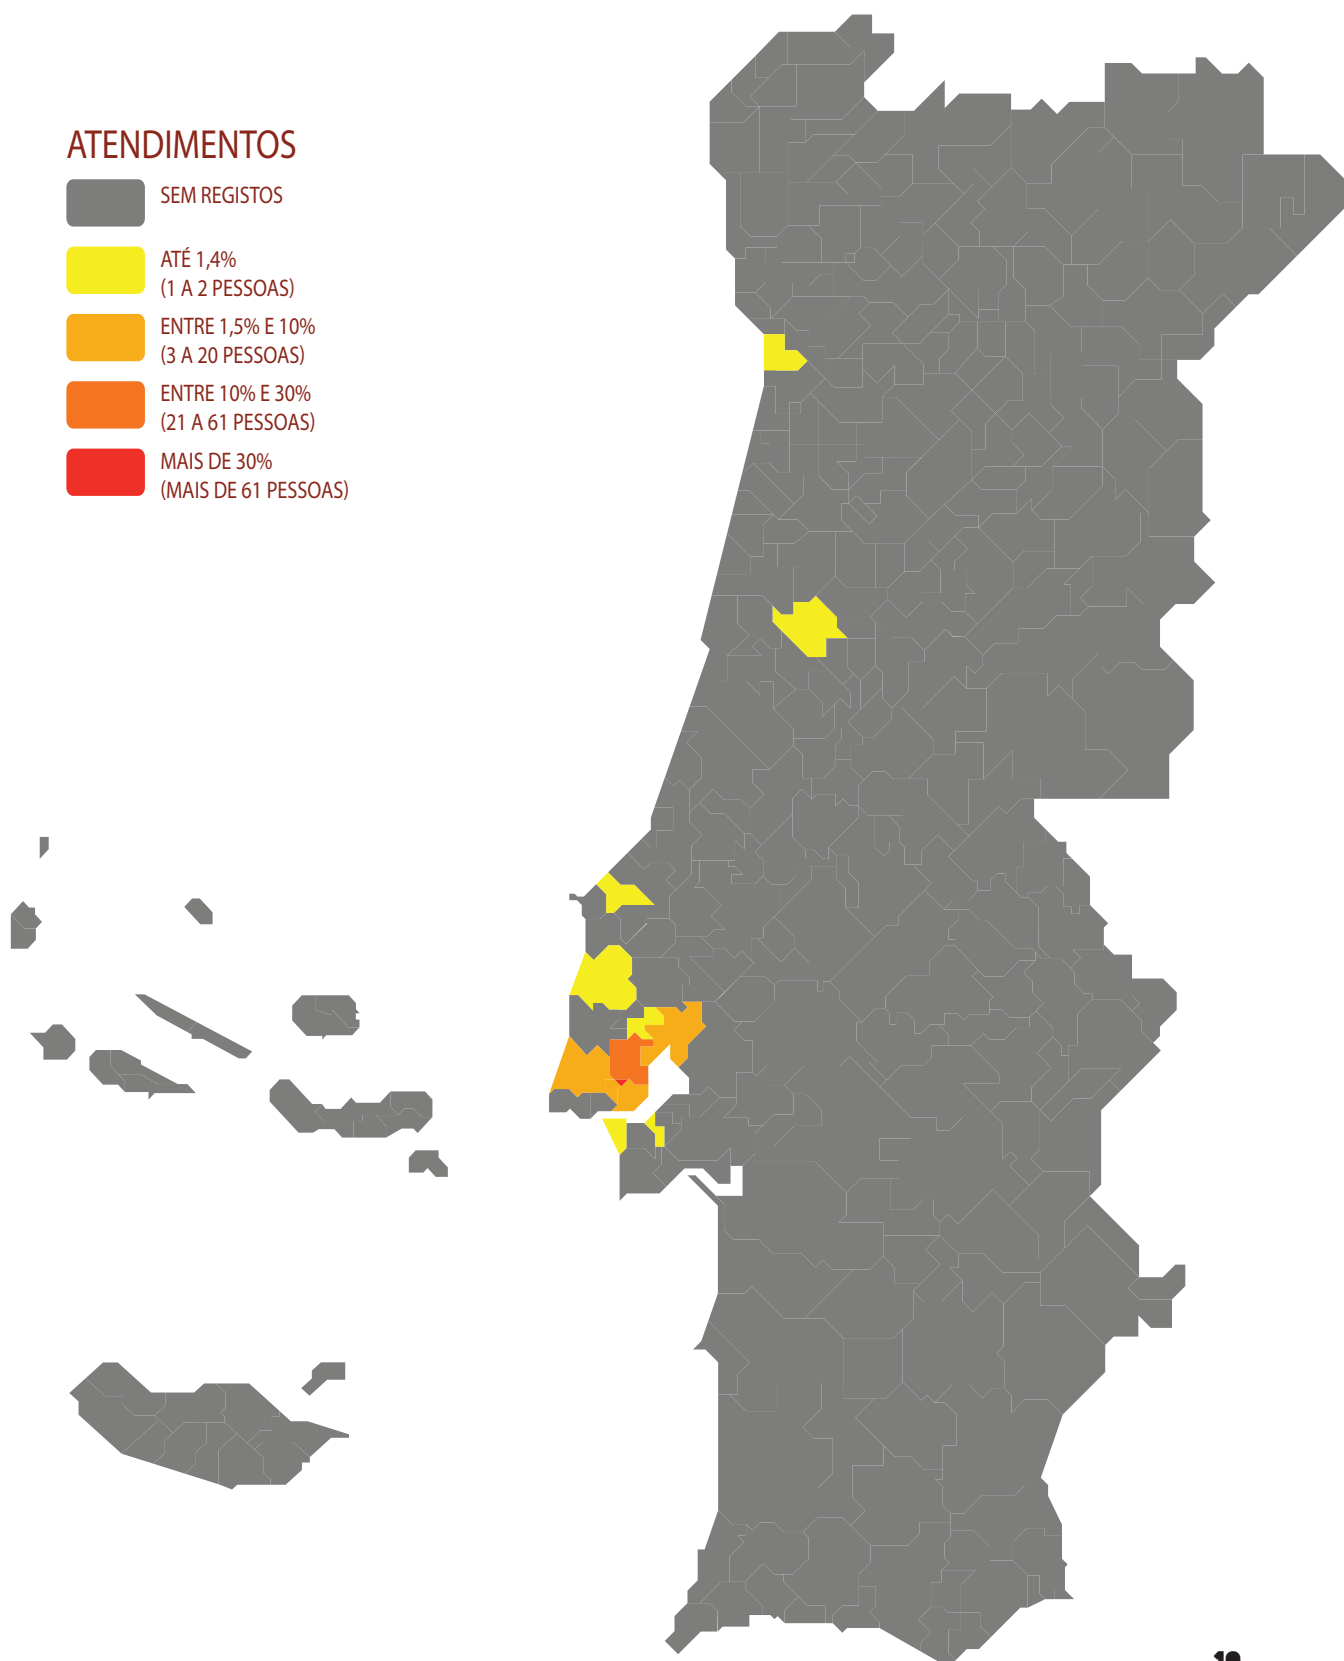 ATENDIMENTOS
SEM REGISTOS
ATÉ 1,4%
(1 A 2 PESSOAS)
ENTRE 1,5% E 10%
(3 A 20 PESSOAS)
ENTRE 10% E 30%
(21 A 61 PESSOAS)
MAIS DE 30%
(MAIS DE 61 PESSOAS)